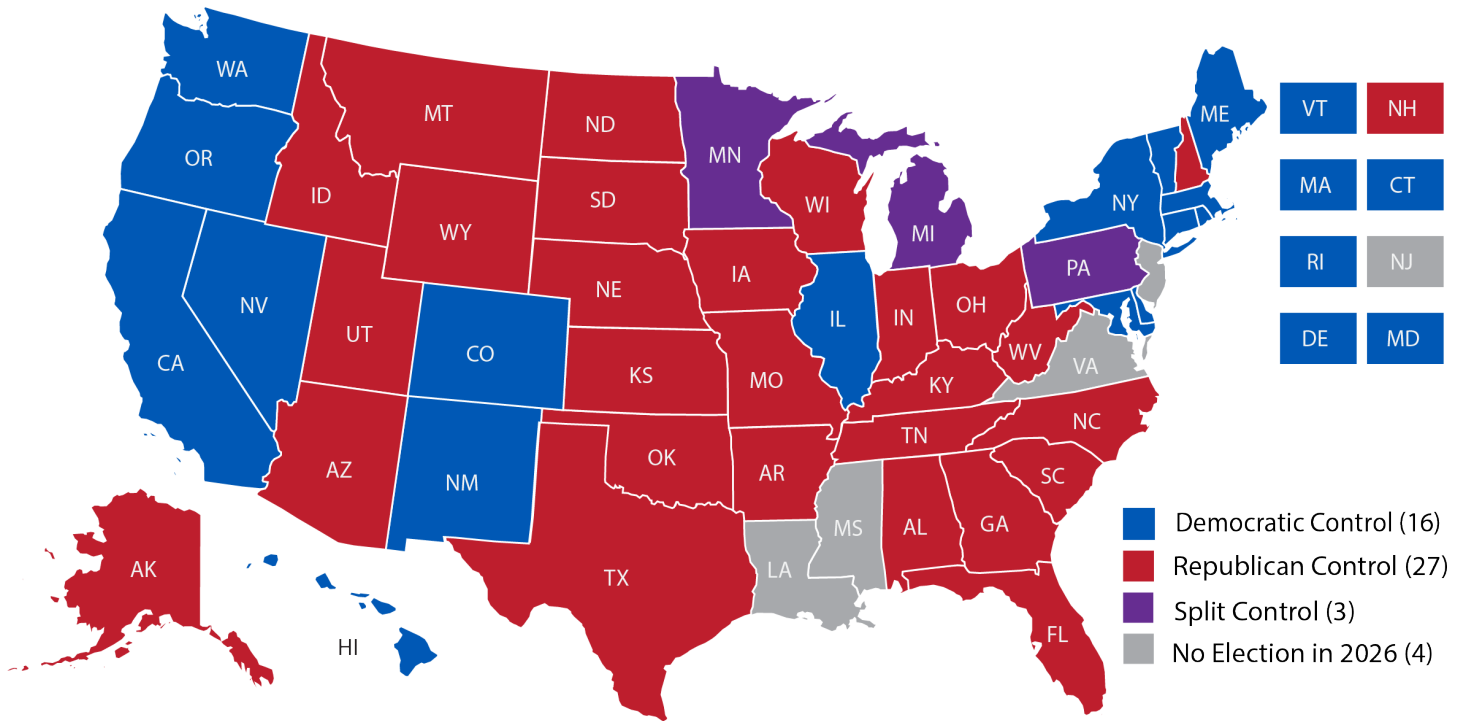 WA
MT
ND
MN
ME
VT
NH
OR
ID
SD
WI
MI
NY
MA
CT
WY
IA
PA
RI
NJ
NV
NE
IL
IN
OH
CA
UT
CO
KS
MO
KY
WV
VA
DE
MD
AZ
NM
OK
AR
TN
NC
SC
MS
AL
GA
Democratic Control (16)
AK
TX
LA
Republican Control (27)
Split Control (3)
HI
FL
No Election in 2026 (4)